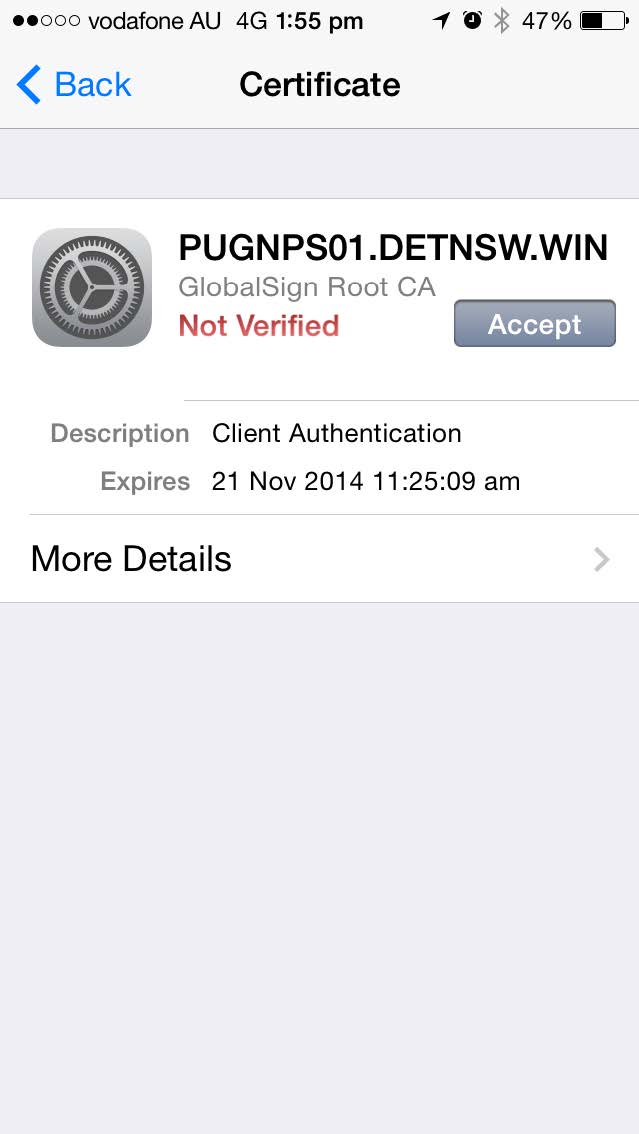 vodafone AU 4G 1:55 pm 47%
Back Certificate
PUGNPS01.DETNSW.WIN
GlobalSign Root CA
Not Verified Accept
Description Client Authentication
Expires 21 Nov 2014 11:25:09 am
More Details